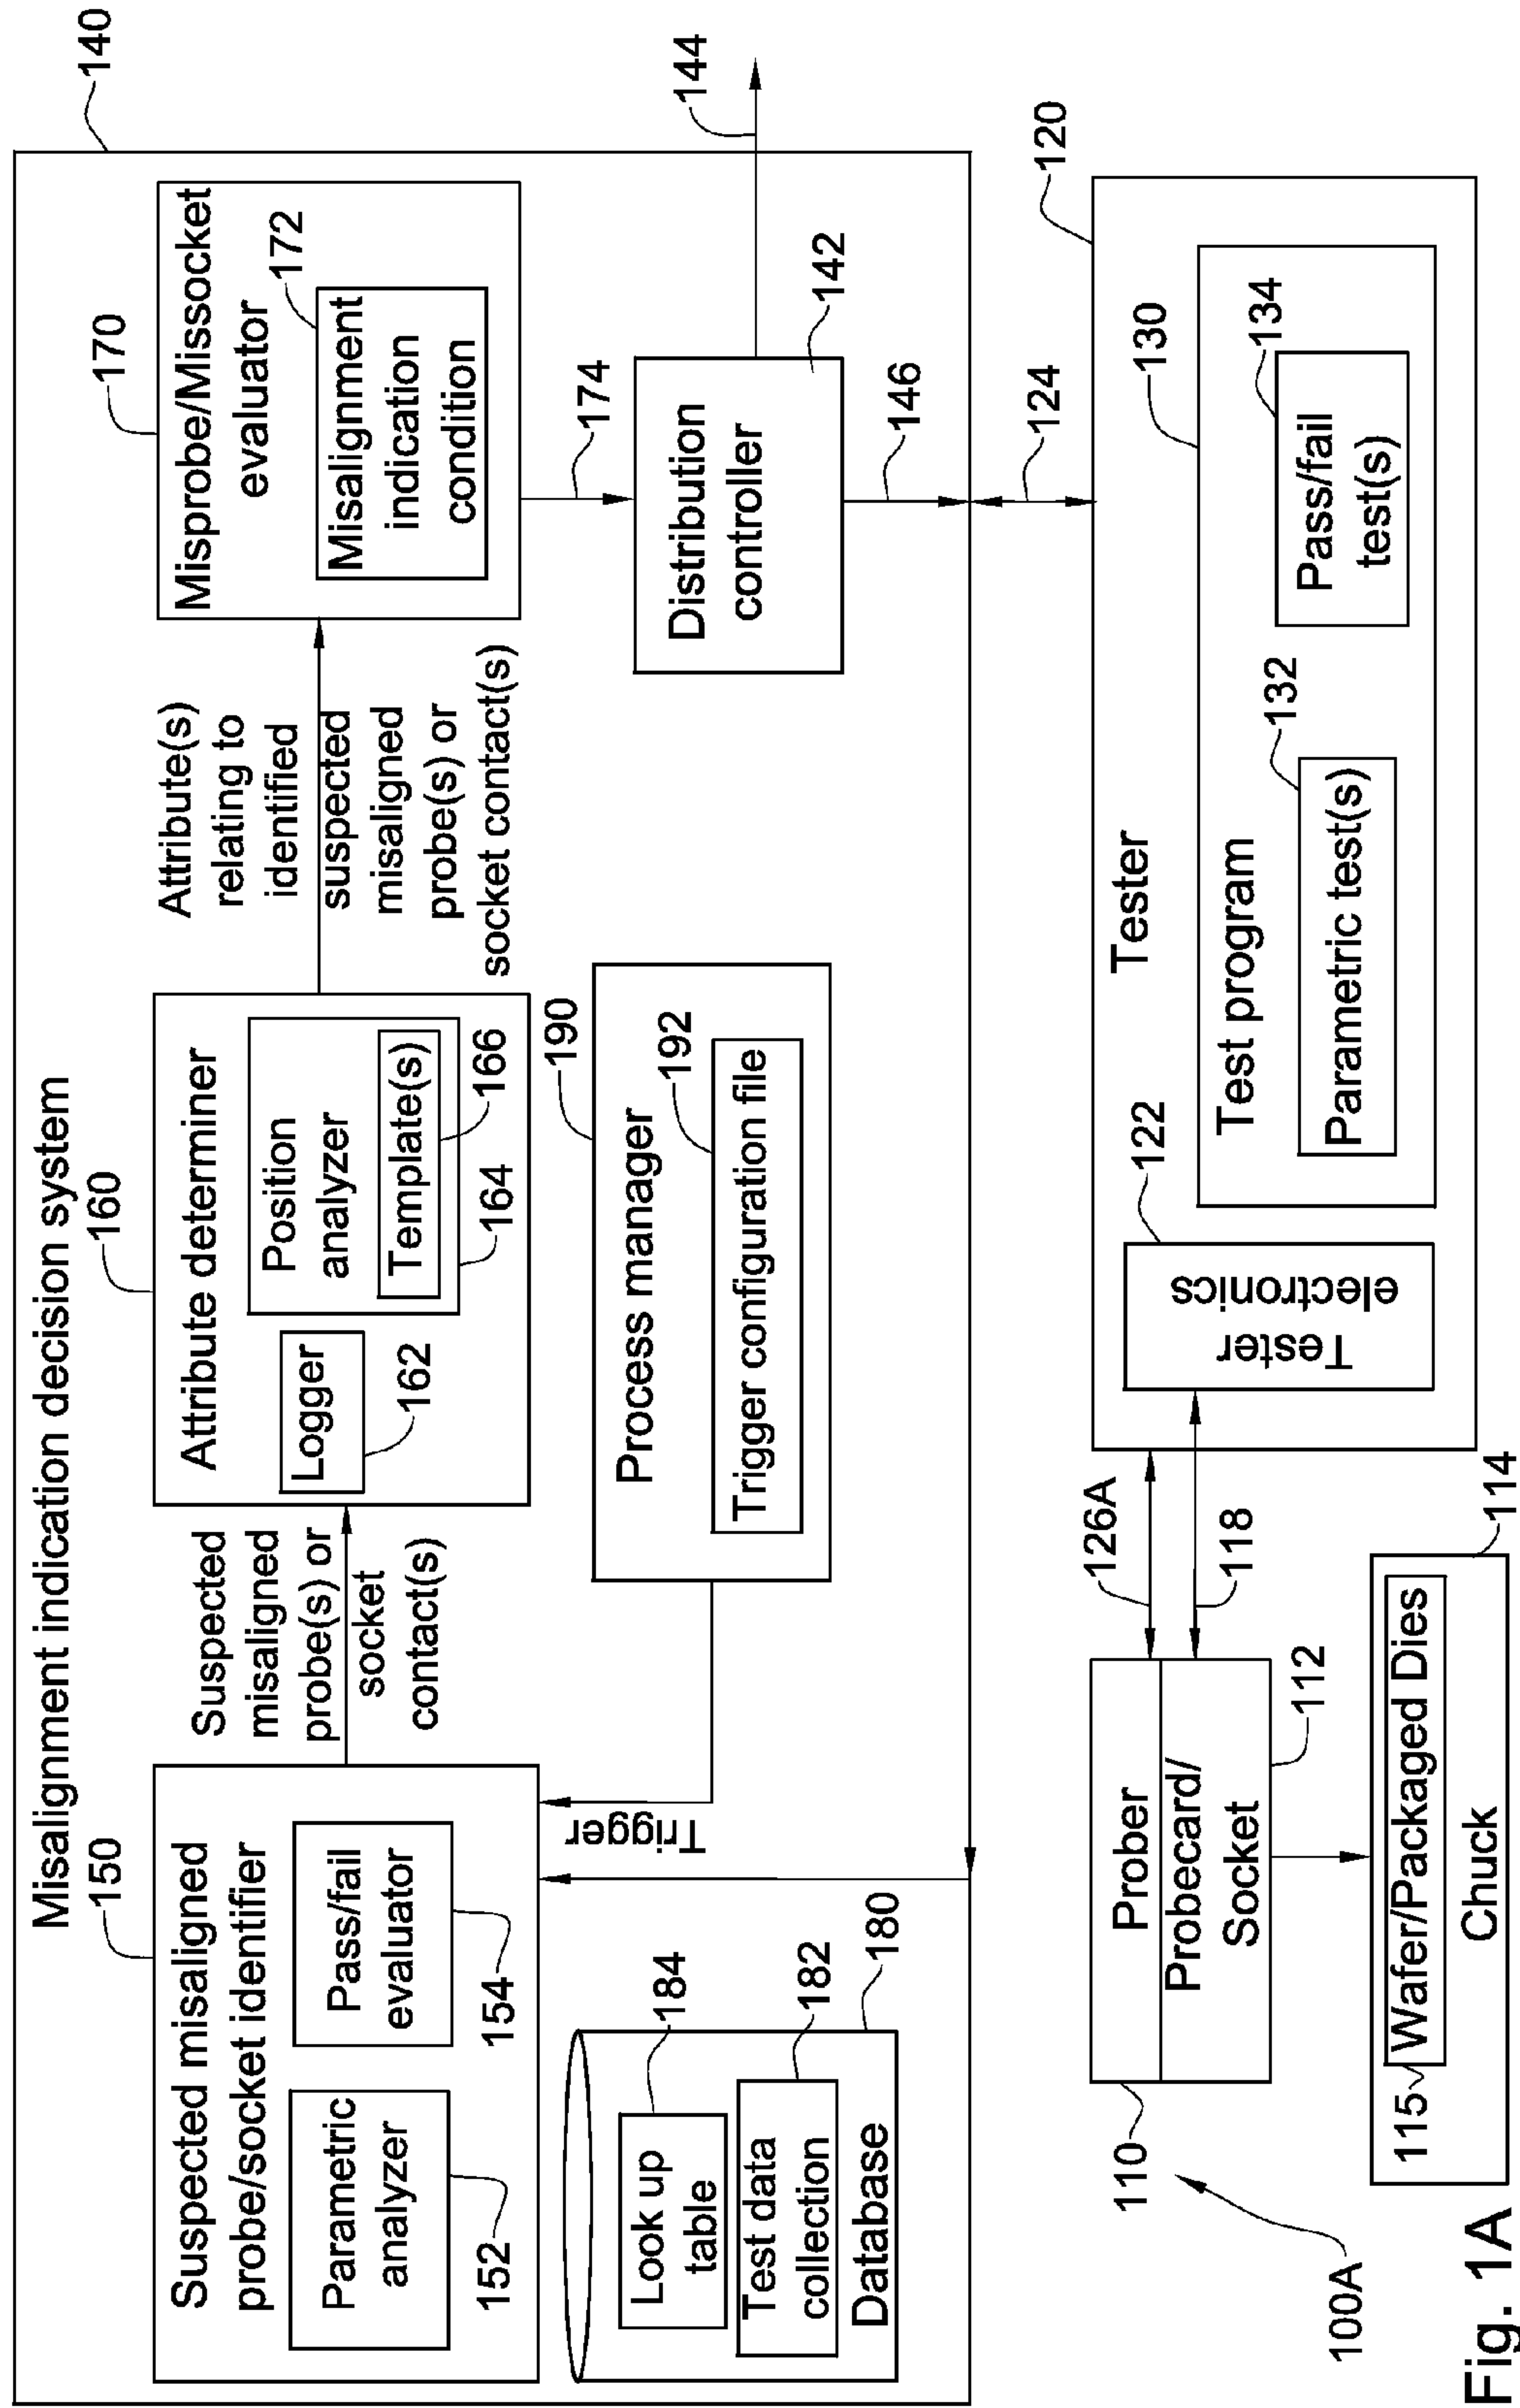 Misalignment indication decision system
140
150
Suspected misaligned
probe/socket identifier
Parametric
analyzer
152
Pass/fail
evaluator
154
Suspected
misaligned
probe(s) or
socket
contact(s)
160
Attribute determiner
Logger
162
Position
analyzer
Template(s)
166
164
Attribute(s)
relating to
identified
suspected
misaligned
probe(s) or
socket contact(s)
170
Misprobe/Missocket
evaluator
172
Misalignment
indication
condition
174
Distribution
controller
142
144
146
Look up
table
184
Test data
collection
182
Database
180
Trigger
190
Process manager
192
Trigger configuration file
124
120
Tester
122
Tester
electronics
130
Test program
132
Parametric test(s)
134
Pass/fail
test(s)
126A
118
110
Prober
Probecard/
Socket
112
114
115
Wafer/Packaged Dies
Chuck
100A
Fig. 1A